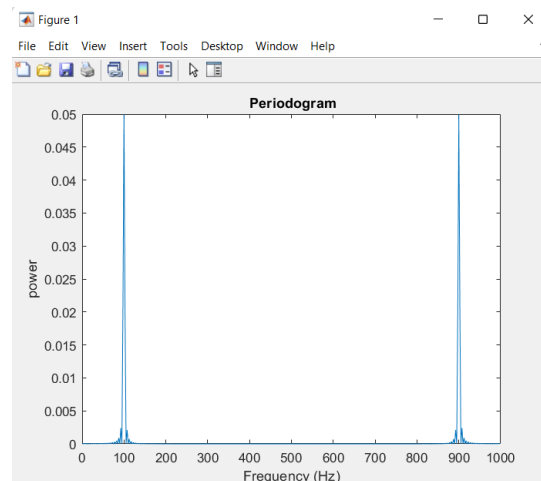 Figure 1
File Edit View Insert Tools Desktop Window Help
Periodogram
0.05
0.045
0.04
0.035
0.03
0.025
0.02
0.015
0.01
0.005
0
power
0 100 200 300 400 500 600 700 800 900 1000
Frequency (Hz)